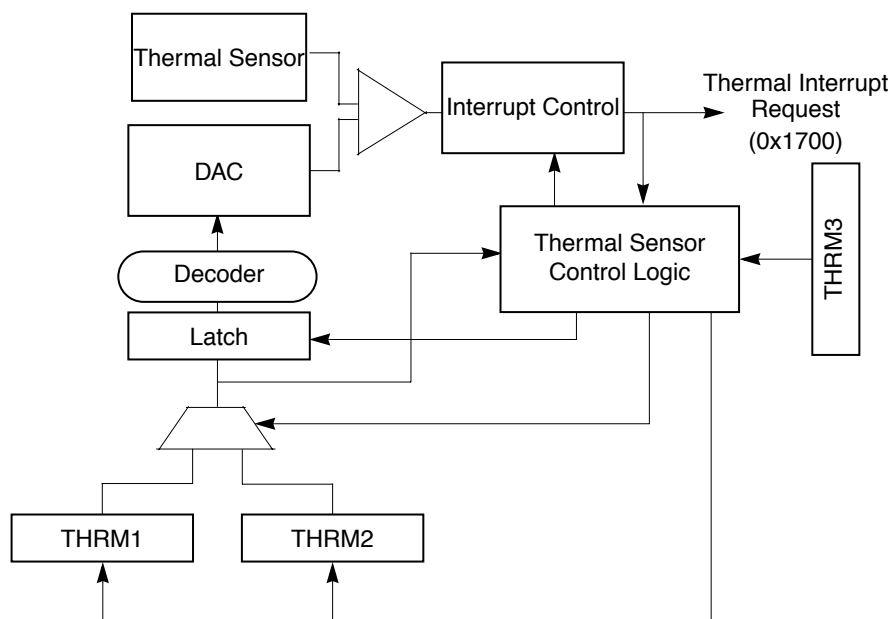 Thermal Sensor
Interrupt Control
Thermal Interrupt
Request
(0x1700)
DAC
Thermal Sensor
Control Logic
THRM3
Decoder
Latch
THRM1
THRM2